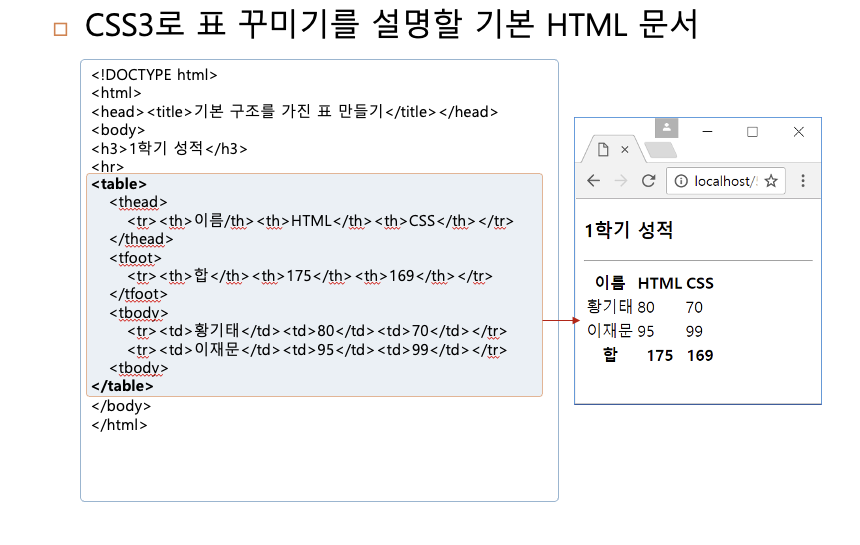 CSS3로 표 꾸미기를 설명할 기본 HTML 문서
<!DOCTYPE html>
<html>
<head><title>기본 구조를 가진 표 만들기</title></head>
<body>
<h3>1학기 성적</h3>
<hr>
<table>
<thead>
<tr><th>이름/th><th>HTML</th><th>CSS</th></tr>
</thead>
<tfoot>
<tr><th>합</th><th>175</th><th>169</th></tr>
</tfoot>
<tbody>
<tr><td>황기태</td><td>80</td><td>70</td></tr>
<tr><td>이재문</td><td>95</td><td>99</td></tr>
<tbody>
</table>
</body>
</html>
localhost/
1학기 성적
이름 HTML CSS
황기태 80 70
이재문 95 99
합 175 169